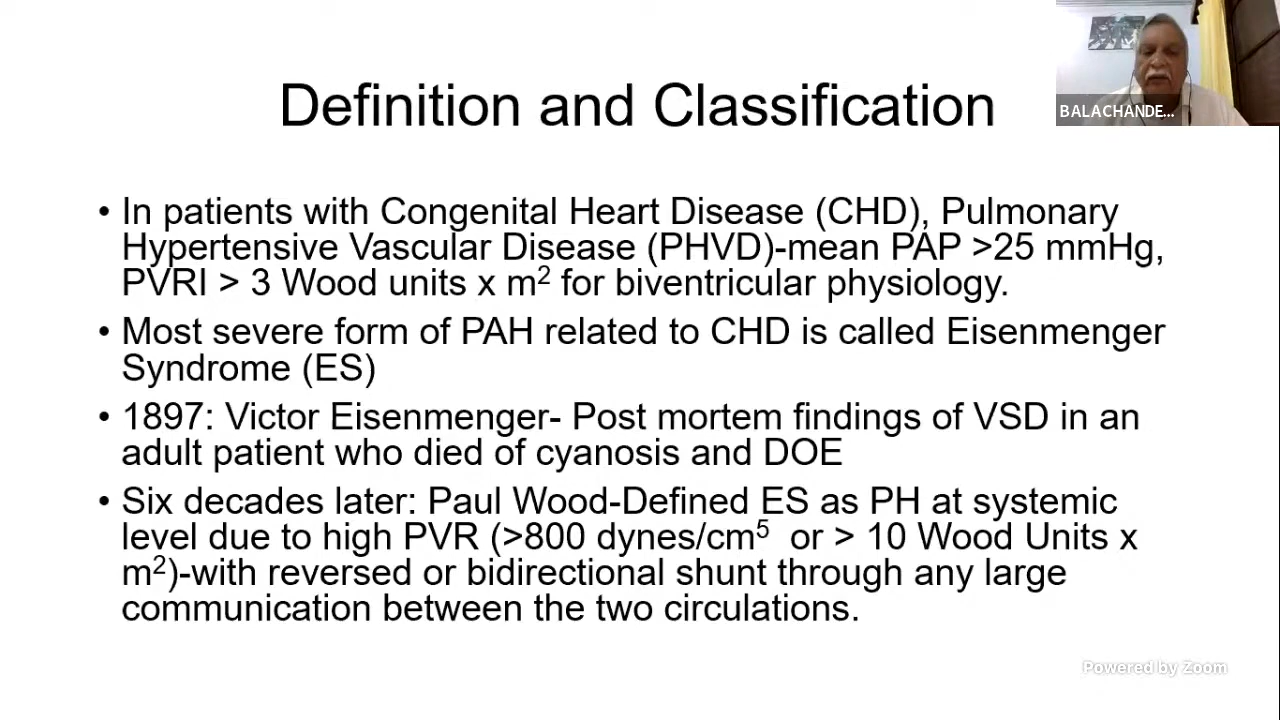 Definition and Classification
BALACHANDE...
• In patients with Congenital Heart Disease (CHD), Pulmonary
Hypertensive Vascular Disease (PHVD)-mean PAP >25 mmHg,
PVRI > 3 Wood units x m² for biventricular physiology.
• Most severe form of PAH related to CHD is called Eisenmenger
Syndrome (ES)
• 1897: Victor Eisenmenger- Post mortem findings of VSD in an
adult patient who died of cyanosis and DOE
• Six decades later: Paul Wood-Defined ES as PH at systemic
level due to high PVR (>800 dynes/cm⁵ or > 10 Wood Units x
m²)-with reversed or bidirectional shunt through any large
communication between the two circulations.
Powered by Zoom